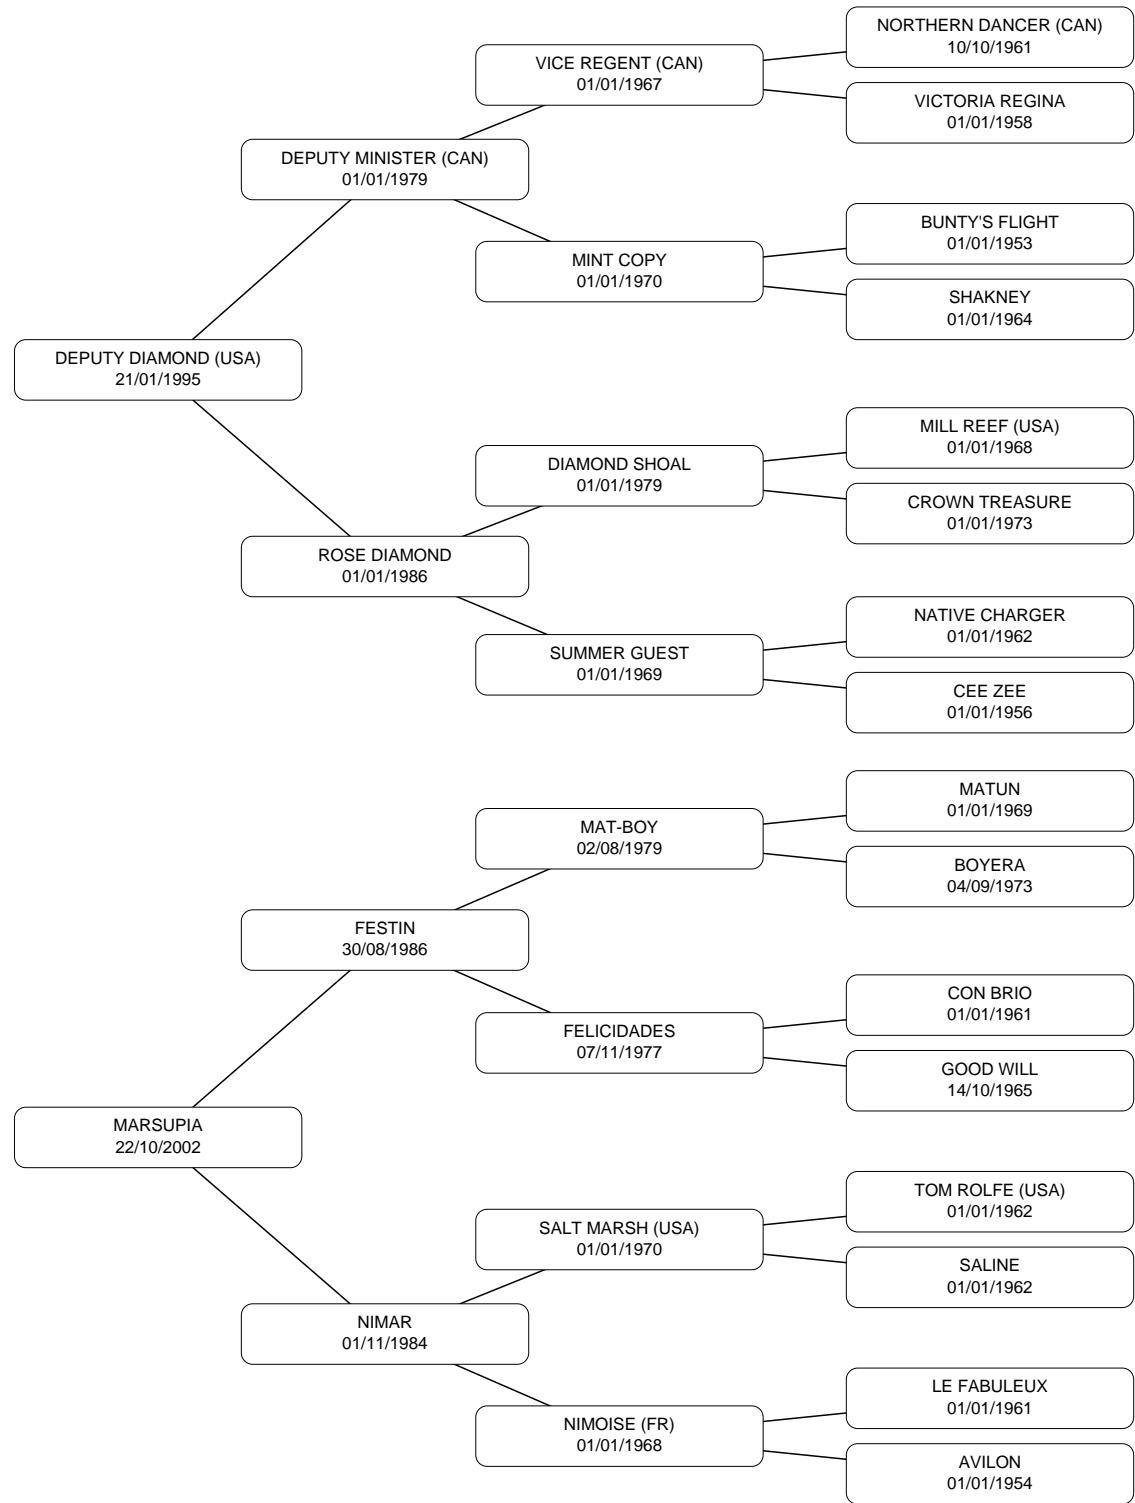 NORTHERN DANCER (CAN)
10/10/1961
VICE REGENT (CAN)
01/01/1967
VICTORIA REGINA
01/01/1958
DEPUTY MINISTER (CAN)
01/01/1979
BUNTY'S FLIGHT
01/01/1953
MINT COPY
01/01/1970
SHAKNEY
01/01/1964
DEPUTY DIAMOND (USA)
21/01/1995
MILL REEF (USA)
01/01/1968
DIAMOND SHOAL
01/01/1979
CROWN TREASURE
01/01/1973
ROSE DIAMOND
01/01/1986
NATIVE CHARGER
01/01/1962
SUMMER GUEST
01/01/1969
CEE ZEE
01/01/1956
MATUN
01/01/1969
MAT-BOY
02/08/1979
BOYERA
04/09/1973
FESTIN
30/08/1986
CON BRIO
01/01/1961
FELICIDADES
07/11/1977
GOOD WILL
14/10/1965
MARSUPIA
22/10/2002
TOM ROLFE (USA)
01/01/1962
SALT MARSH (USA)
01/01/1970
SALINE
01/01/1962
NIMAR
01/11/1984
LE FABULEUX
01/01/1961
NIMOISE (FR)
01/01/1968
AVILON
01/01/1954